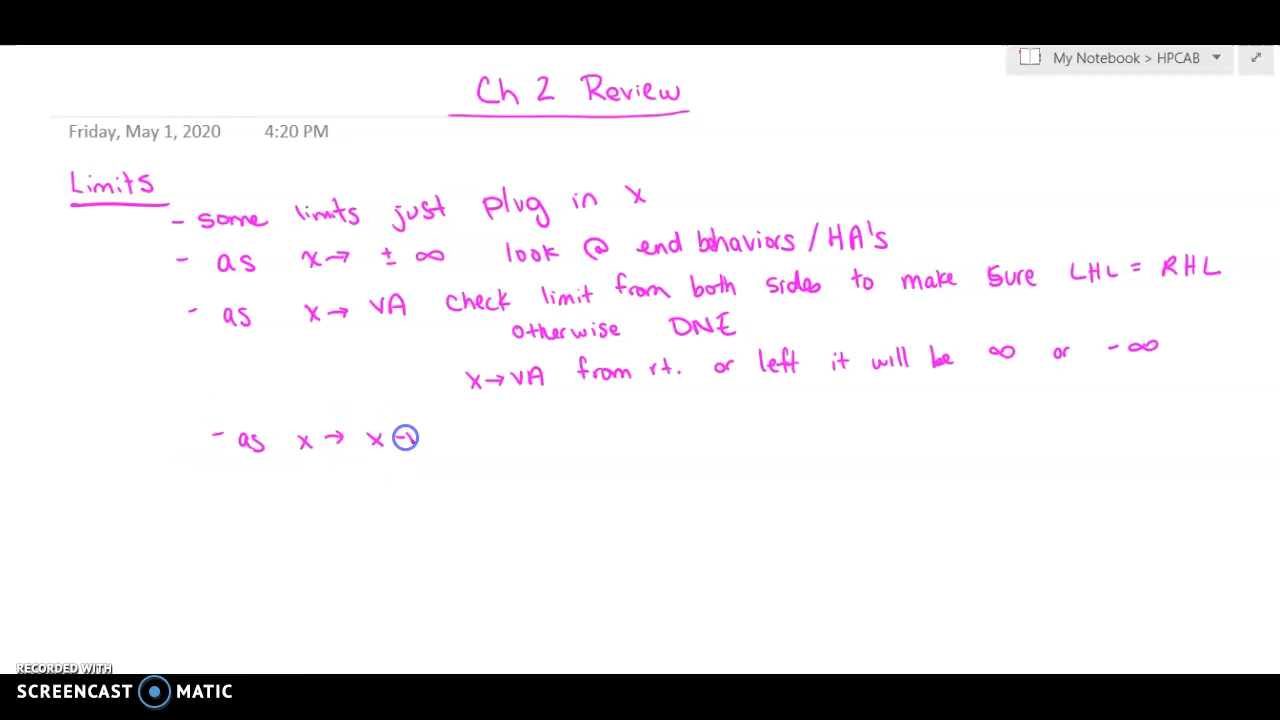 My Notebook > HPCAB
Ch 2 Review
Friday, May 1, 2020 4:20 PM
Limits
- some limits just plug in x
- as x → ± ∞ look @ end behaviors / HA's
- as x → VA check limit from both sides to make sure LHL = RHL
otherwise DNE
x → VA from rt. or left it will be ∞ or - ∞
- as x → x -
RECORDED WITH
SCREENCAST MATIC